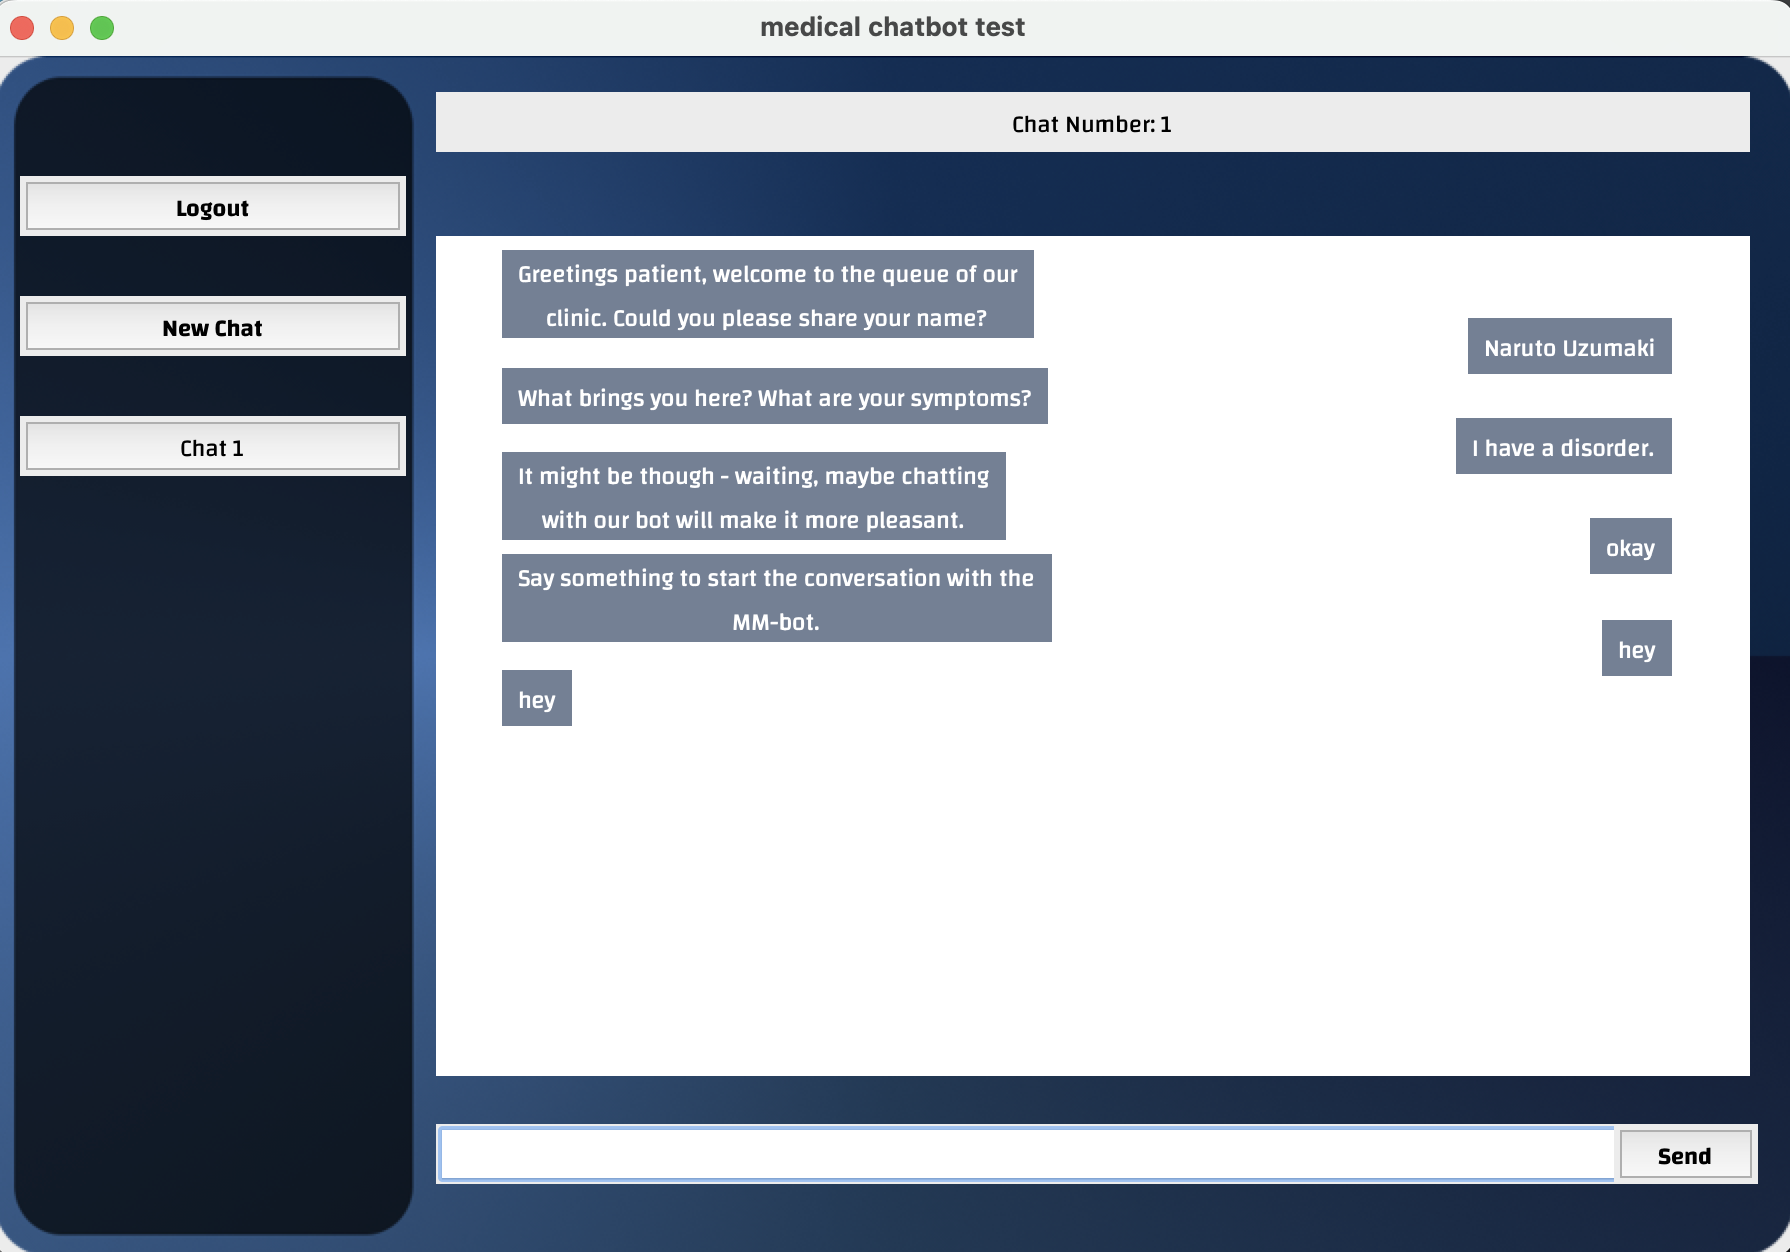 medical chatbot test
Logout
New Chat
Chat 1
Chat Number: 1
Greetings patient, welcome to the queue of our
clinic. Could you please share your name?
Naruto Uzumaki
What brings you here? What are your symptoms?
I have a disorder.
It might be though - waiting, maybe chatting
with our bot will make it more pleasant.
okay
Say something to start the conversation with the
MM-bot.
hey
hey
Send